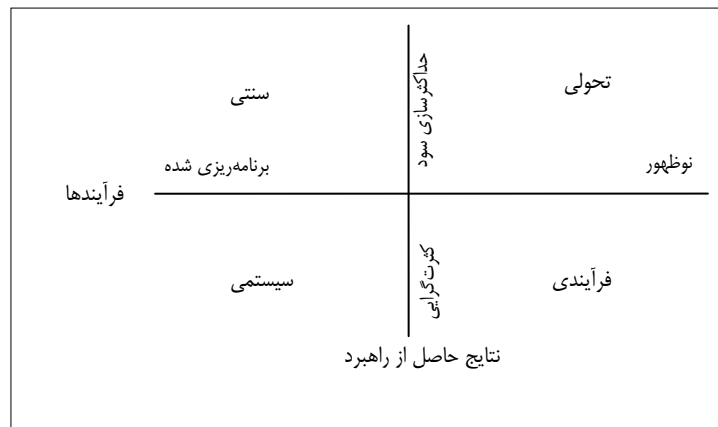 سنتی
حداکثرسازی سود
تحولی
برنامه‌ریزی شده
نوظهور
فرآیندها
سیستمی
کثرت‌گرایی
فرآیندی
نتایج حاصل از راهبرد